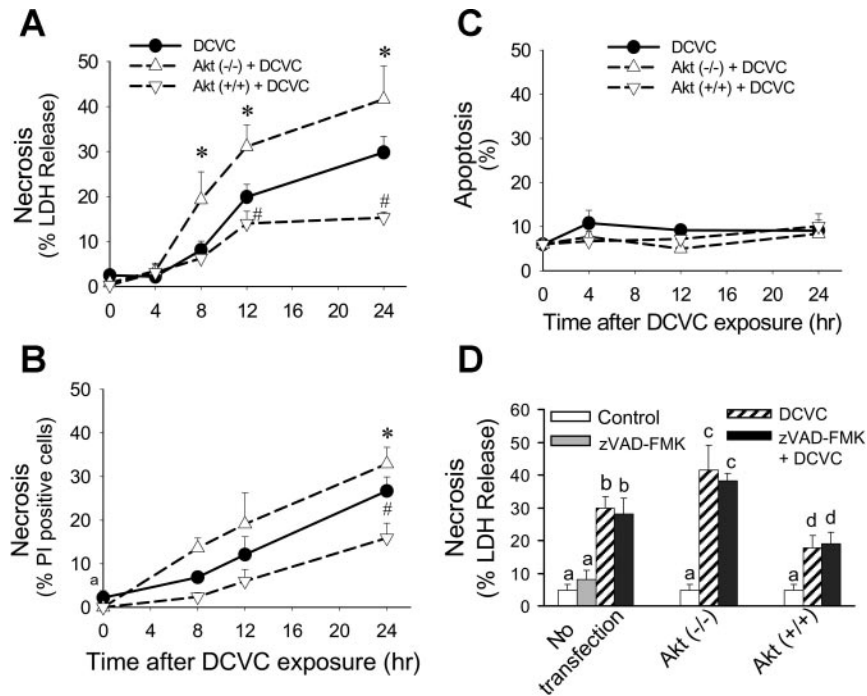 A
DCVC
Akt (-/-) + DCVC
Akt (+/+) + DCVC
Necrosis
(% LDH Release)
50
40
30
20
10
0
* * *
# #
0 4 8 12 16 20 24
B
Necrosis
(% PI positive cells)
50
40
30
20
10
0
a
*
#
0 4 8 12 16 20 24
Time after DCVC exposure (hr)
C
DCVC
Akt (-/-) + DCVC
Akt (+/+) + DCVC
Apoptosis
(%)
50
40
30
20
10
0
0 4 8 12 16 20 24
Time after DCVC exposure (hr)
D
Control
zVAD-FMK
DCVC
zVAD-FMK
+ DCVC
Necrosis
(% LDH Release)
60
50
40
30
20
10
0
a a b b
a c c
a d d
No
transfection
Akt (-/-)
Akt (+/+)